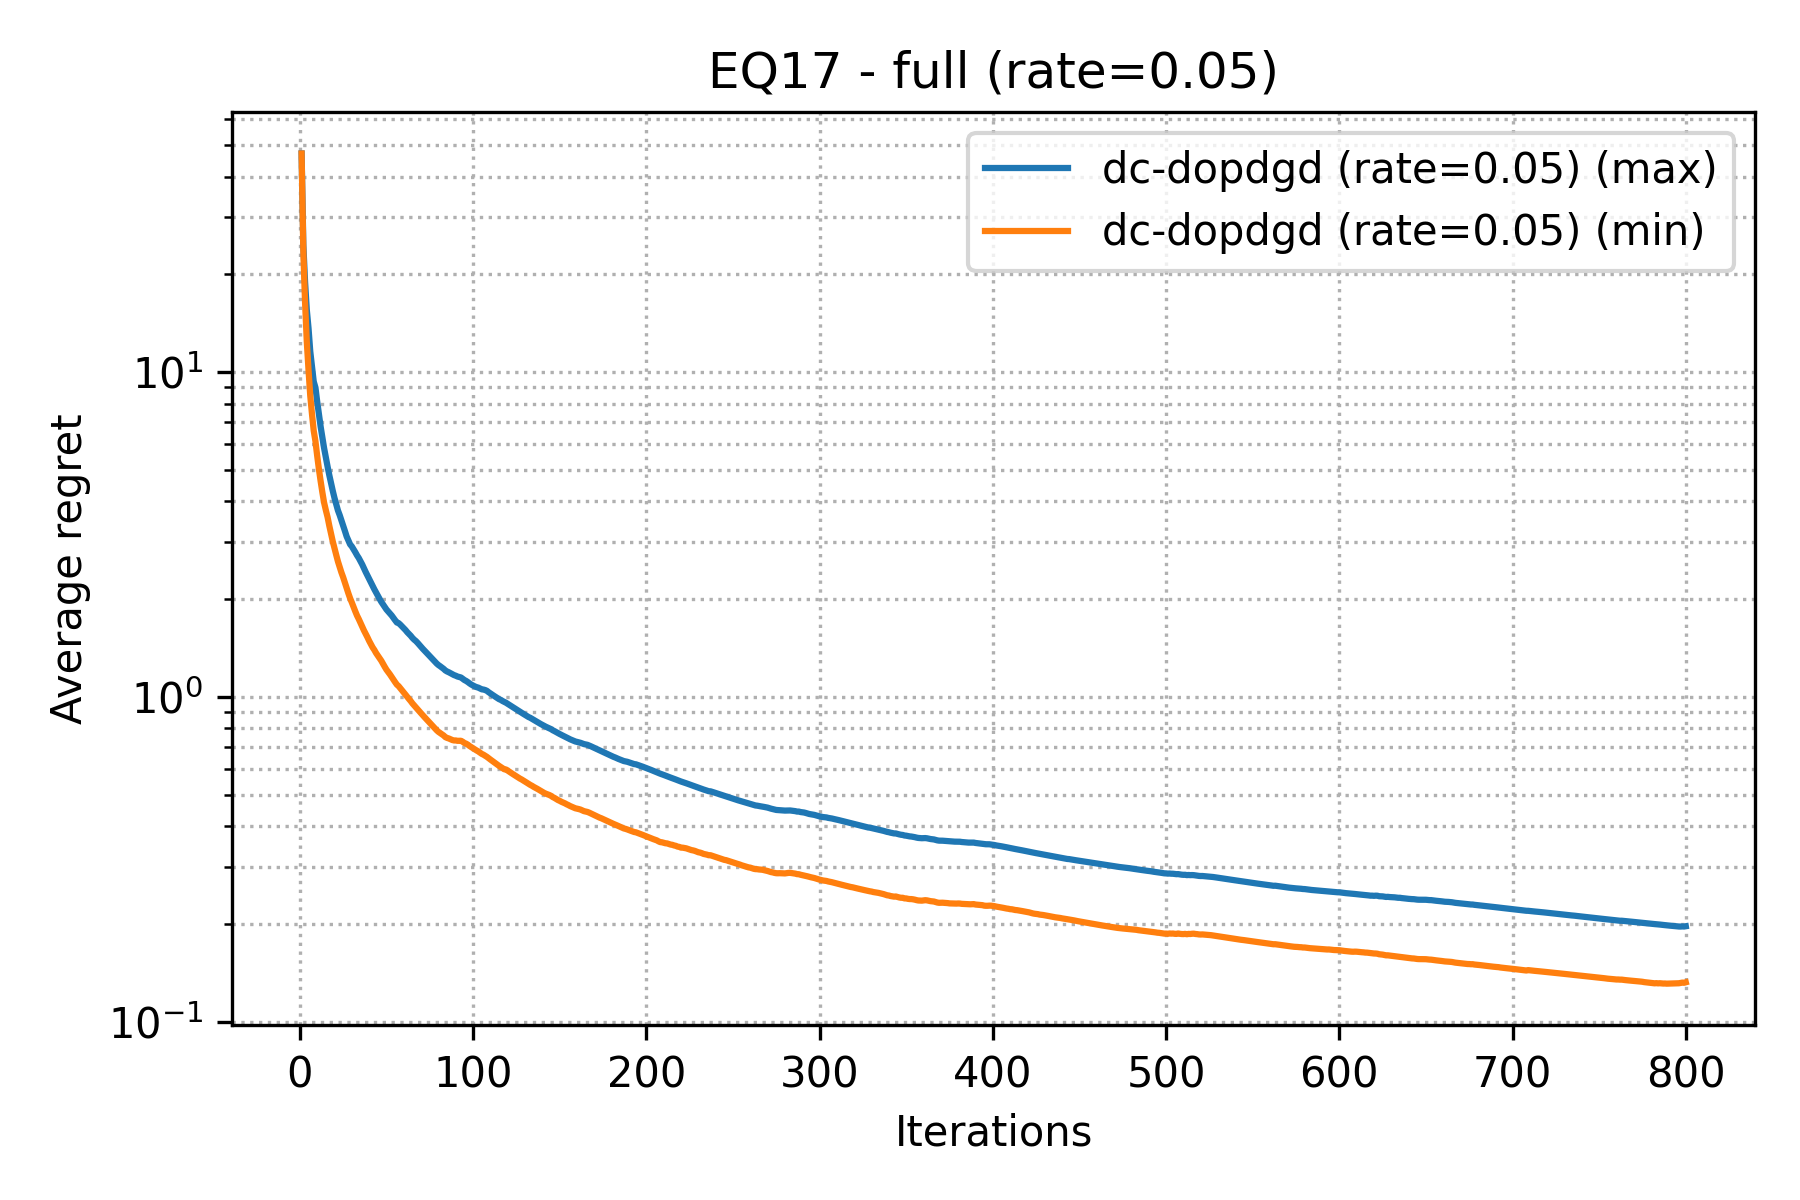 EQ17 - full (rate=0.05)
dc-dopdgd (rate=0.05) (max)
dc-dopdgd (rate=0.05) (min)
Average regret
10¹
10⁰
10⁻¹
0 100 200 300 400 500 600 700 800
Iterations